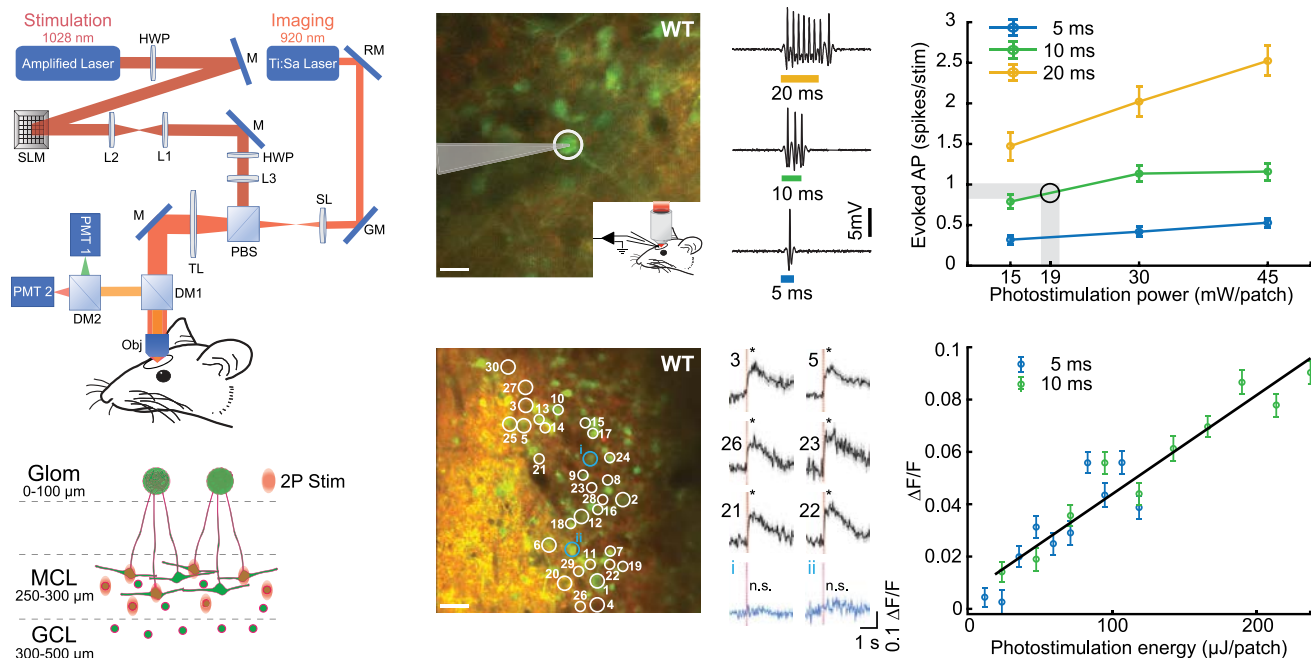 Stimulation
1028 nm
Imaging
920 nm
HWP
M
RM
Amplified Laser
Ti:Sa Laser
SLM
L2
L1
M
HWP
L3
SL
GM
PBS
M
TL
PMT 1
PMT 2
DM2
DM1
Obj
Glom
0-100 µm
2P Stim
MCL
250-300 µm
GCL
300-500 µm
WT
20 ms
10 ms
5 ms
5mV
5 ms
10 ms
20 ms
Evoked AP (spikes/stim)
3
2.5
2
1.5
1
0.5
0
15
19
30
45
Photostimulation power (mW/patch)
WT
30
27
3
10
13
25
5
14
15
17
21
i
24
9
8
23
28
2
16
18
12
6
ii
7
11
29
19
20
22
1
26
4
3
*
5
*
26
*
23
*
21
*
22
*
i
n.s.
ii
n.s.
1 s
0.1 ΔF/F
5 ms
10 ms
ΔF/F
0.1
0.08
0.06
0.04
0.02
0
0
100
200
Photostimulation energy (µJ/patch)